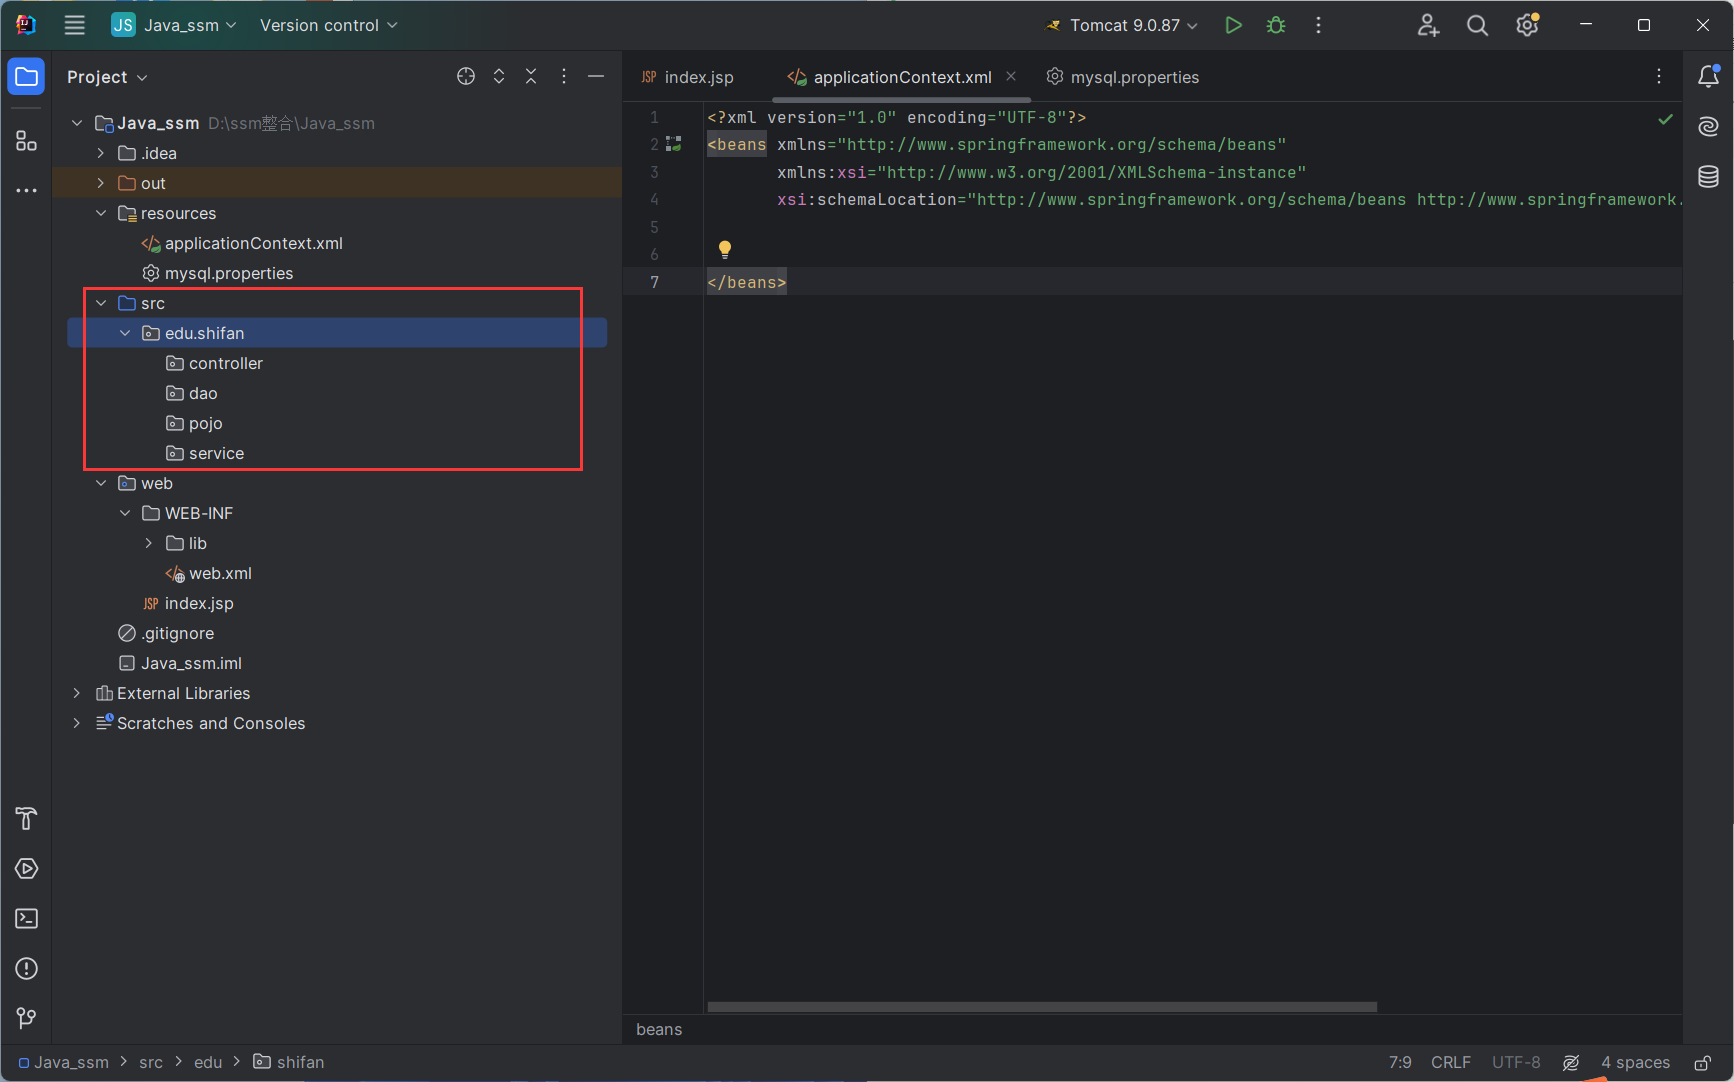 JS Java_ssm Version control Tomcat 9.0.87
Project
Java_ssm D:\ssm整合\Java_ssm
.idea
out
resources
applicationContext.xml
mysql.properties
src
edu.shifan
controller
dao
pojo
service
web
WEB-INF
lib
web.xml
JSP index.jsp
.gitignore
Java_ssm.iml
External Libraries
Scratches and Consoles
JSP index.jsp applicationContext.xml mysql.properties
1 <?xml version="1.0" encoding="UTF-8"?>
2 <beans xmlns="http://www.springframework.org/schema/beans"
3 xmlns:xsi="http://www.w3.org/2001/XMLSchema-instance"
4 xsi:schemaLocation="http://www.springframework.org/schema/beans http://www.springframework.
5
6
7 </beans>
beans
Java_ssm > src > edu > shifan 7:9 CRLF UTF-8 4 spaces